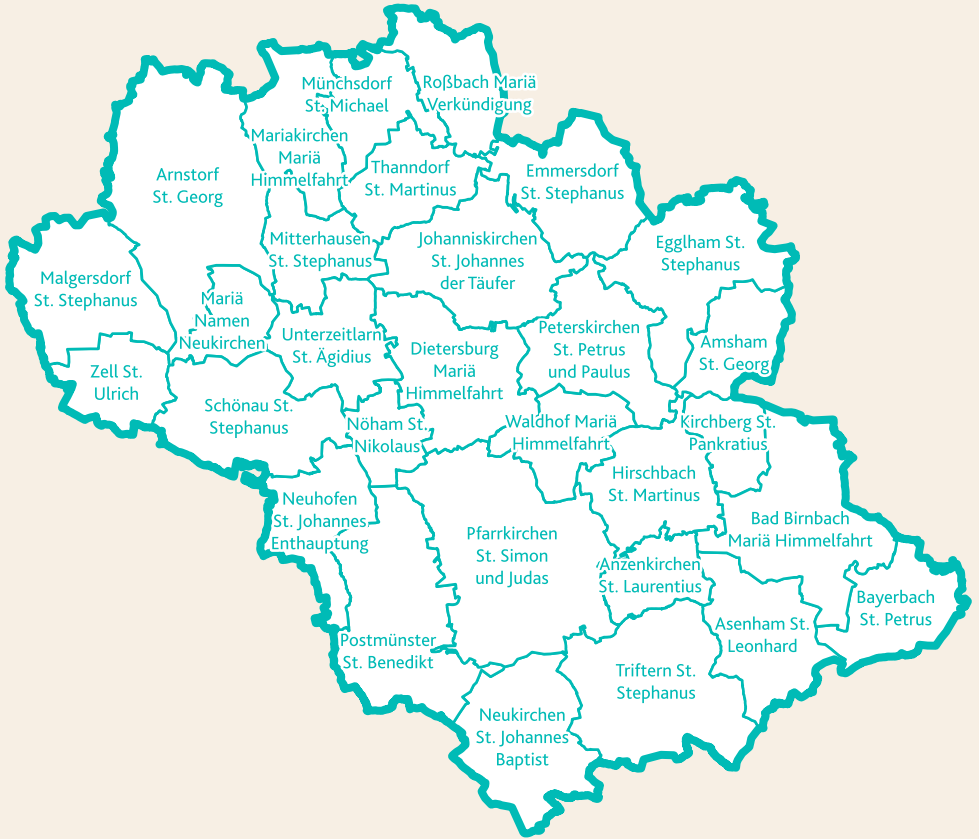 Münchsdorf
St. Michael
Roßbach Mariä
Verkündigung
Mariakirchen
Mariä
Himmelfahrt
Arnstorf
St. Georg
Thanndorf
St. Martinus
Emmersdorf
St. Stephanus
Mitterhausen
St. Stephanus
Johanniskirchen
St. Johannes
der Täufer
Egglham St.
Stephanus
Malgersdorf
St. Stephanus
Mariä
Namen
Neukirchen
Unterzeitlarn
St. Ägidius
Dietersburg
Mariä
Himmelfahrt
Peterskirchen
St. Petrus
und Paulus
Amsham
St. Georg
Zell St.
Ulrich
Schönau St.
Stephanus
Nöham St.
Nikolaus
Waldhof Mariä
Himmelfahrt
Kirchberg St.
Pankratius
Hirschbach
St. Martinus
Neuhofen
St. Johannes.
Enthauptung
Pfarrkirchen
St. Simon
und Judas
Bad Birnbach
Mariä Himmelfahrt
Anzenkirchen
St. Laurentius
Bayerbach
St. Petrus
Postmünster
St. Benedikt
Asenham St.
Leonhard
Triftern St.
Stephanus
Neukirchen
St. Johannes
Baptist